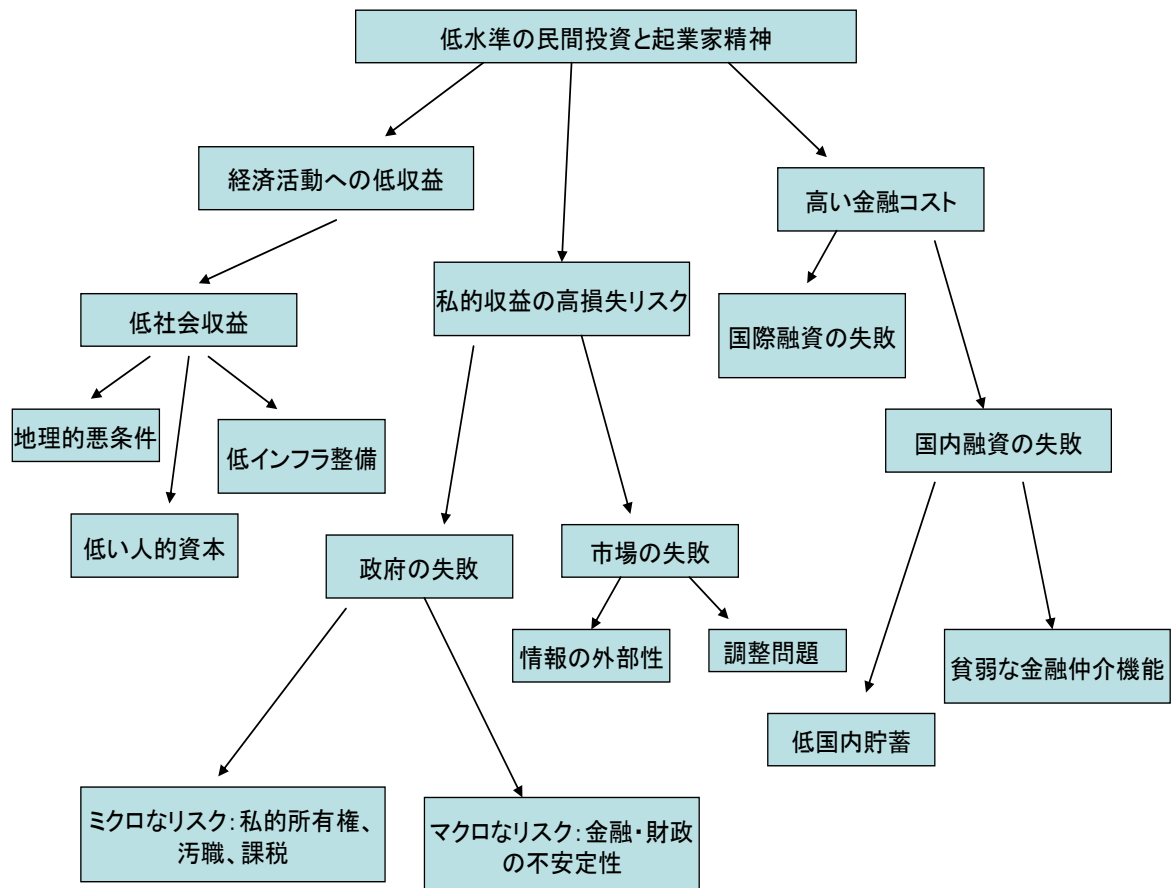 低水準の民間投資と起業家精神
経済活動への低収益
高い金融コスト
私的収益の高損失リスク
低社会収益
国際融資の失敗
地理的悪条件
低インフラ整備
国内融資の失敗
低い人的資本
市場の失敗
政府の失敗
情報の外部性
調整問題
貧弱な金融仲介機能
低国内貯蓄
ミクロなリスク：私的所有権、
汚職、課税
マクロなリスク：金融・財政
の不安定性